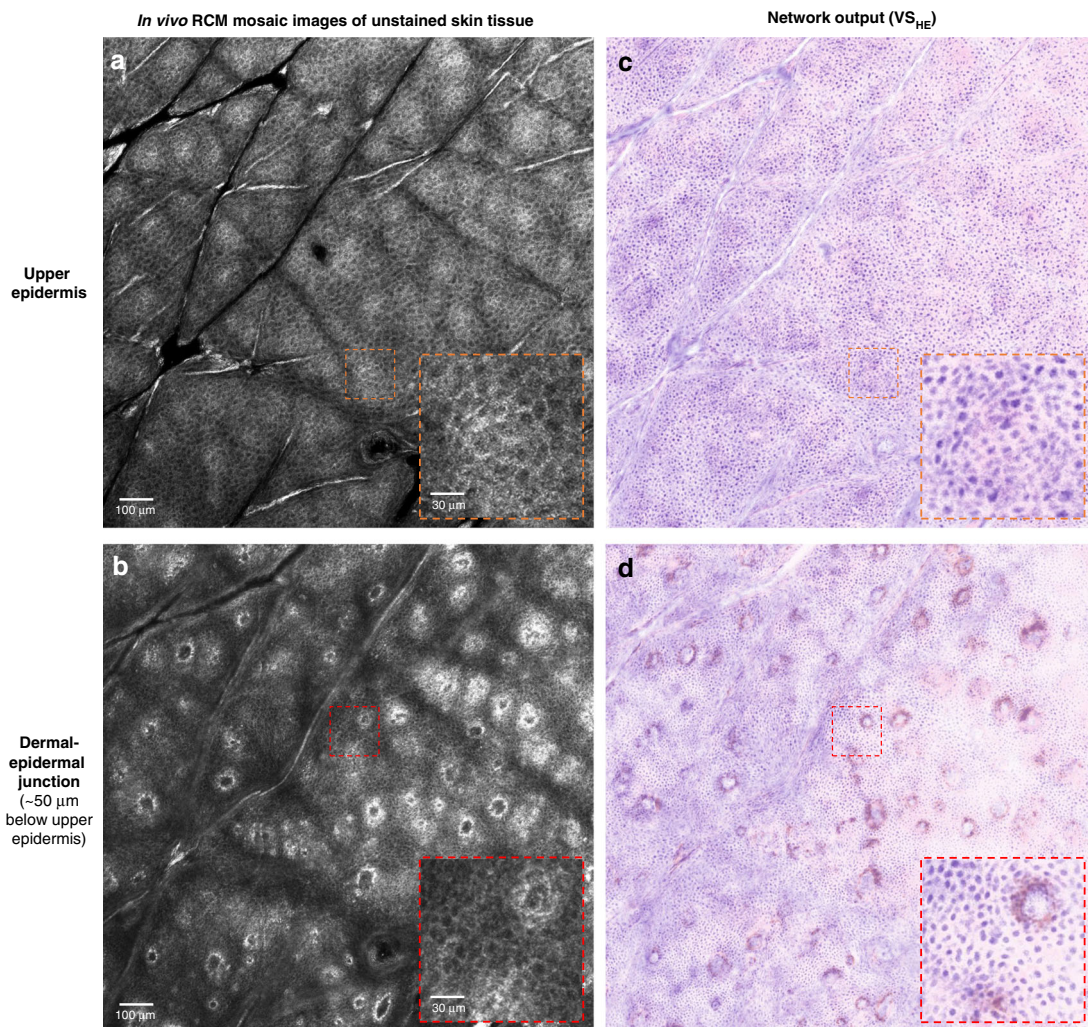 In vivo RCM mosaic images of unstained skin tissue
Network output (VSHE)
a
c
Upper
epidermis
100 μm
30 μm
b
d
Dermal-
epidermal
junction
(~50 μm
below upper
epidermis)
100 μm
30 μm